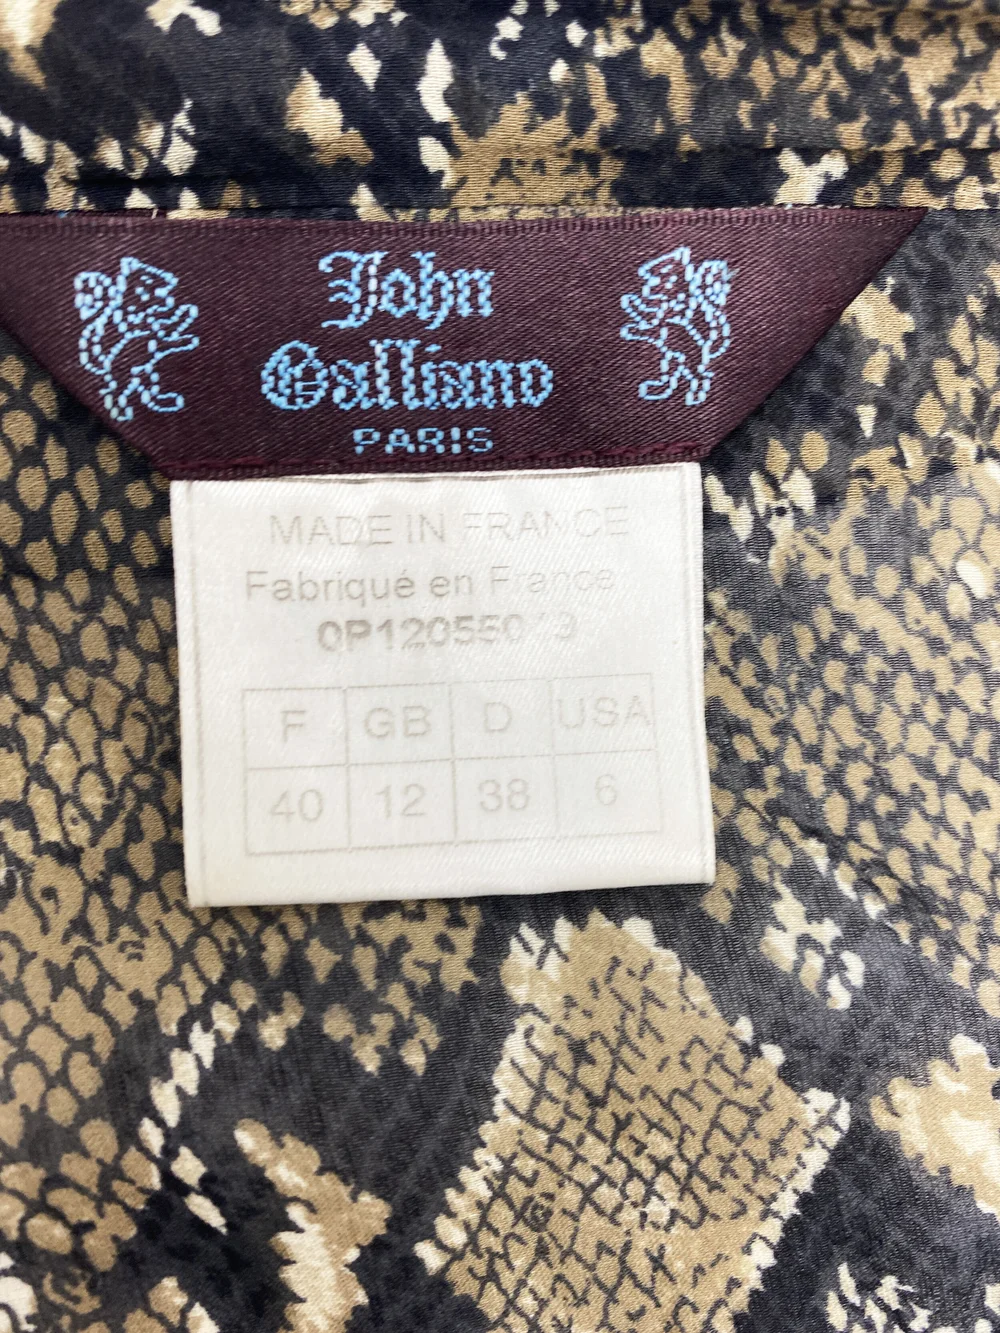 John
Galliano
PARIS
MADE IN FRANCE
Fabriqué en France
F GB D USA
40 12 38 6